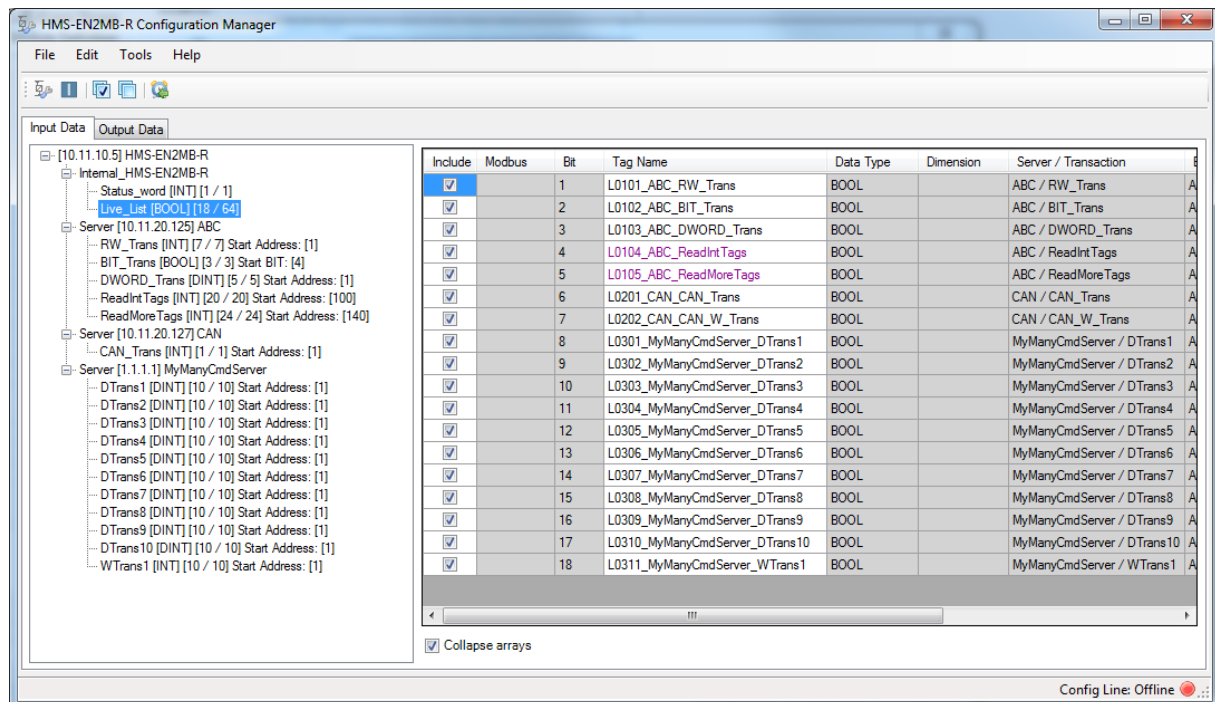 HMS-EN2MB-R Configuration Manager
File Edit Tools Help
Input Data Output Data
[10.11.10.5] HMS-EN2MB-R
Internal_HMS-EN2MB-R
Status_word [INT] [1 / 1]
Live_List [BOOL] [18 / 64]
Server [10.11.20.125] ABC
RW_Trans [INT] [7 / 7] Start Address: [1]
BIT_Trans [BOOL] [3 / 3] Start BIT: [4]
DWORD_Trans [DINT] [5 / 5] Start Address: [1]
ReadIntTags [INT] [20 / 20] Start Address: [100]
ReadMoreTags [INT] [24 / 24] Start Address: [140]
Server [10.11.20.127] CAN
CAN_Trans [INT] [1 / 1] Start Address: [1]
Server [1.1.1.1] MyManyCmdServer
DTrans1 [DINT] [10 / 10] Start Address: [1]
DTrans2 [DINT] [10 / 10] Start Address: [1]
DTrans3 [DINT] [10 / 10] Start Address: [1]
DTrans4 [DINT] [10 / 10] Start Address: [1]
DTrans5 [DINT] [10 / 10] Start Address: [1]
DTrans6 [DINT] [10 / 10] Start Address: [1]
DTrans7 [DINT] [10 / 10] Start Address: [1]
DTrans8 [DINT] [10 / 10] Start Address: [1]
DTrans9 [DINT] [10 / 10] Start Address: [1]
DTrans10 [DINT] [10 / 10] Start Address: [1]
WTrans1 [INT] [10 / 10] Start Address: [1]
Include Modbus Bit Tag Name Data Type Dimension Server / Transaction
1 L0101_ABC_RW_Trans BOOL ABC / RW_Trans A
2 L0102_ABC_BIT_Trans BOOL ABC / BIT_Trans A
3 L0103_ABC_DWORD_Trans BOOL ABC / DWORD_Trans A
4 L0104_ABC_ReadIntTags BOOL ABC / ReadIntTags A
5 L0105_ABC_ReadMoreTags BOOL ABC / ReadMoreTags A
6 L0201_CAN_CAN_Trans BOOL CAN / CAN_Trans A
7 L0202_CAN_CAN_W_Trans BOOL CAN / CAN_W_Trans A
8 L0301_MyManyCmdServer_DTrans1 BOOL MyManyCmdServer / DTrans1 A
9 L0302_MyManyCmdServer_DTrans2 BOOL MyManyCmdServer / DTrans2 A
10 L0303_MyManyCmdServer_DTrans3 BOOL MyManyCmdServer / DTrans3 A
11 L0304_MyManyCmdServer_DTrans4 BOOL MyManyCmdServer / DTrans4 A
12 L0305_MyManyCmdServer_DTrans5 BOOL MyManyCmdServer / DTrans5 A
13 L0306_MyManyCmdServer_DTrans6 BOOL MyManyCmdServer / DTrans6 A
14 L0307_MyManyCmdServer_DTrans7 BOOL MyManyCmdServer / DTrans7 A
15 L0308_MyManyCmdServer_DTrans8 BOOL MyManyCmdServer / DTrans8 A
16 L0309_MyManyCmdServer_DTrans9 BOOL MyManyCmdServer / DTrans9 A
17 L0310_MyManyCmdServer_DTrans10 BOOL MyManyCmdServer / DTrans10 A
18 L0311_MyManyCmdServer_WTrans1 BOOL MyManyCmdServer / WTrans1 A
Collapse arrays
Config Line: Offline